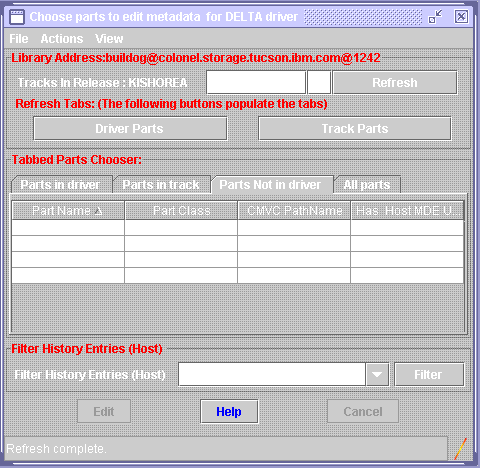 Choose parts to edit metadata for DELTA driver
File Actions View
Library Address:buildog@colonel.storage.tucson.ibm.com@1242
Tracks In Release : KISHOREA Refresh
Refresh Tabs: (The following buttons populate the tabs)
Driver Parts Track Parts
Tabbed Parts Chooser:
Parts in driver Parts in track Parts Not in driver All parts
Part Name Part Class CMVC PathName Has Host MDE U...
Filter History Entries (Host)
Filter History Entries (Host) Filter
Edit Help Cancel
Refresh complete.